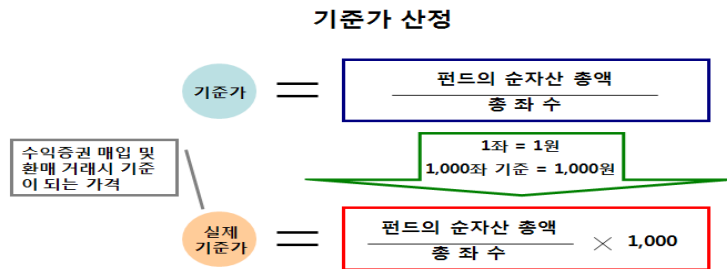 기준가 산정
기준가
펀드의 순자산 총액
총 좌 수
수익증권 매입 및
환매 거래시 기준
이 되는 가격
1좌 = 1원
1,000좌 기준 = 1,000원
실제
기준가
펀드의 순자산 총액
총 좌 수
× 1,000